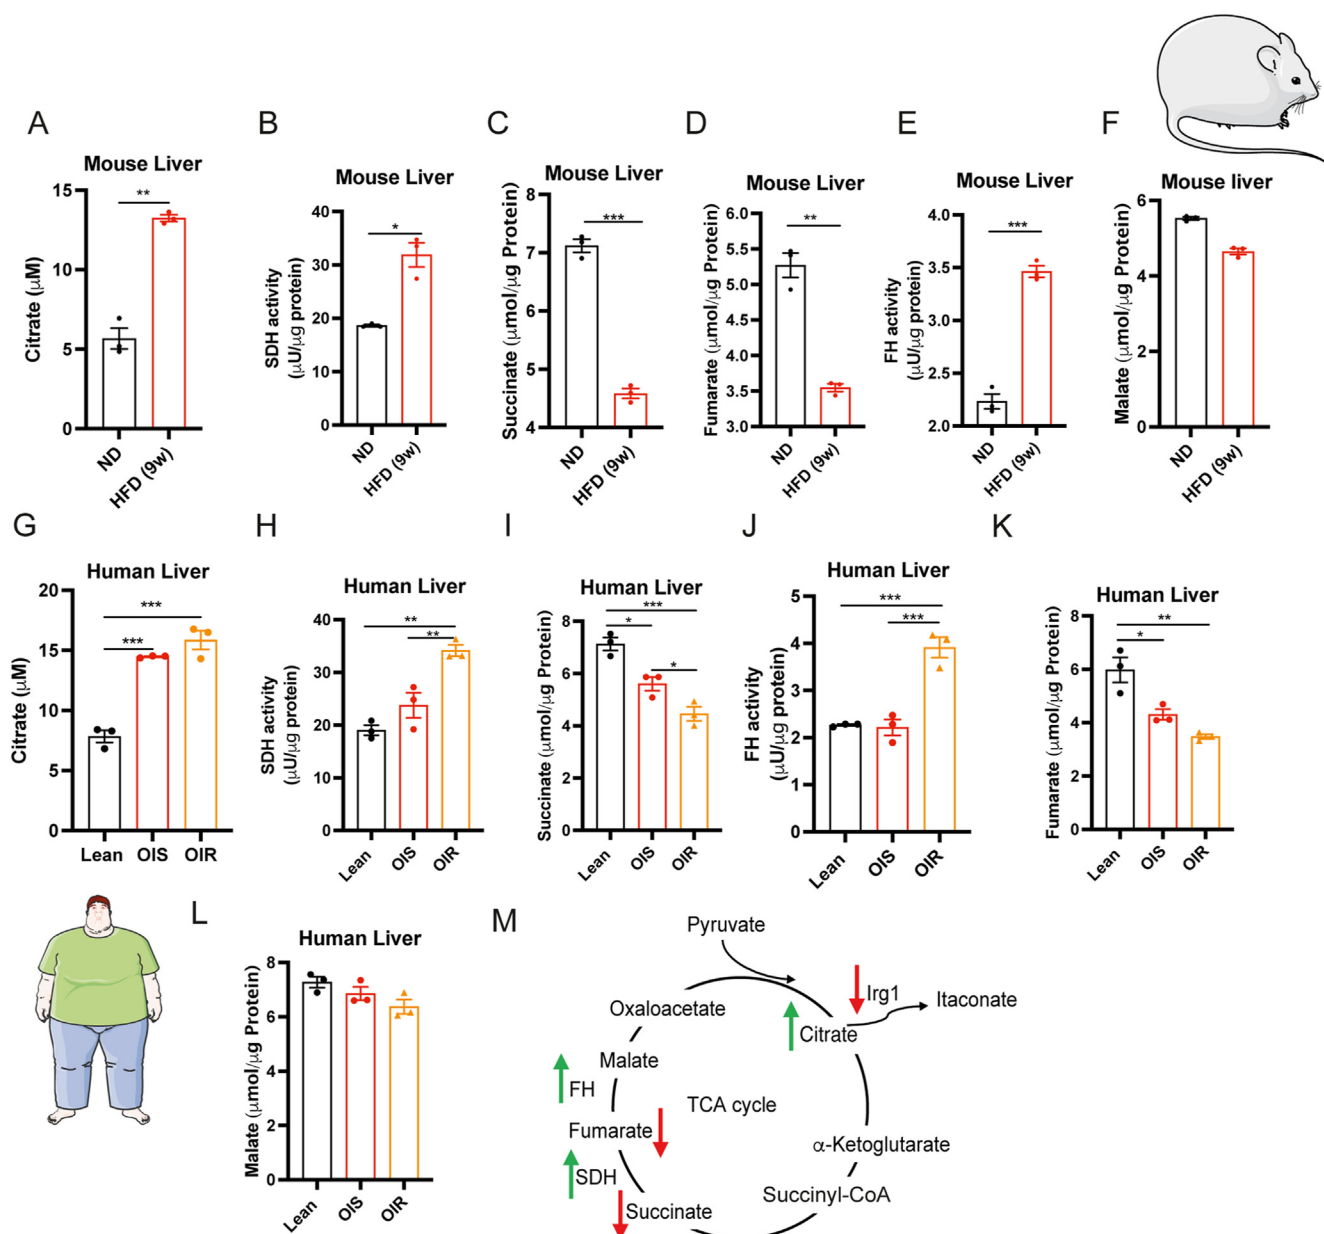 A
Mouse Liver
Citrate (μM)
15
10
5
0
**
ND
HFD (9w)
B
Mouse Liver
SDH activity
(μU/μg protein)
40
30
20
10
0
*
ND
HFD (9w)
C
Mouse Liver
Succinate (μmol/μg Protein)
8
7
6
5
4
***
ND
HFD (9w)
D
Mouse Liver
Fumarate (μmol/μg Protein)
6.0
5.5
5.0
4.5
4.0
3.5
3.0
**
ND
HFD (9w)
E
Mouse Liver
FH activity
(μU/μg protein)
4.0
3.5
3.0
2.5
2.0
***
ND
HFD (9w)
F
Mouse liver
Malate (μmol/μg Protein)
6
4
2
0
ND
HFD (9w)
G
Human Liver
Citrate (μM)
20
15
10
5
0
***
***
Lean OIS OIR
H
Human Liver
SDH activity
(μU/μg protein)
40
30
20
10
0
**
**
Lean
OIS
OIR
I
Human Liver
Succinate (μmol/μg Protein)
8
6
4
2
0
***
*
*
Lean
OIS
OIR
J
Human Liver
FH activity
(μU/μg protein)
5
4
3
2
1
0
***
***
Lean
OIS
OIR
K
Human Liver
Fumarate (μmol/μg Protein)
8
6
4
2
0
**
*
Lean
OIS
OIR
L
Human Liver
Malate (μmol/μg Protein)
8
6
4
2
0
Lean
OIS
OIR
M
Pyruvate
Irg1
Itaconate
Oxaloacetate
Citrate
Malate
FH
TCA cycle
Fumarate
α-Ketoglutarate
SDH
Succinyl-CoA
Succinate